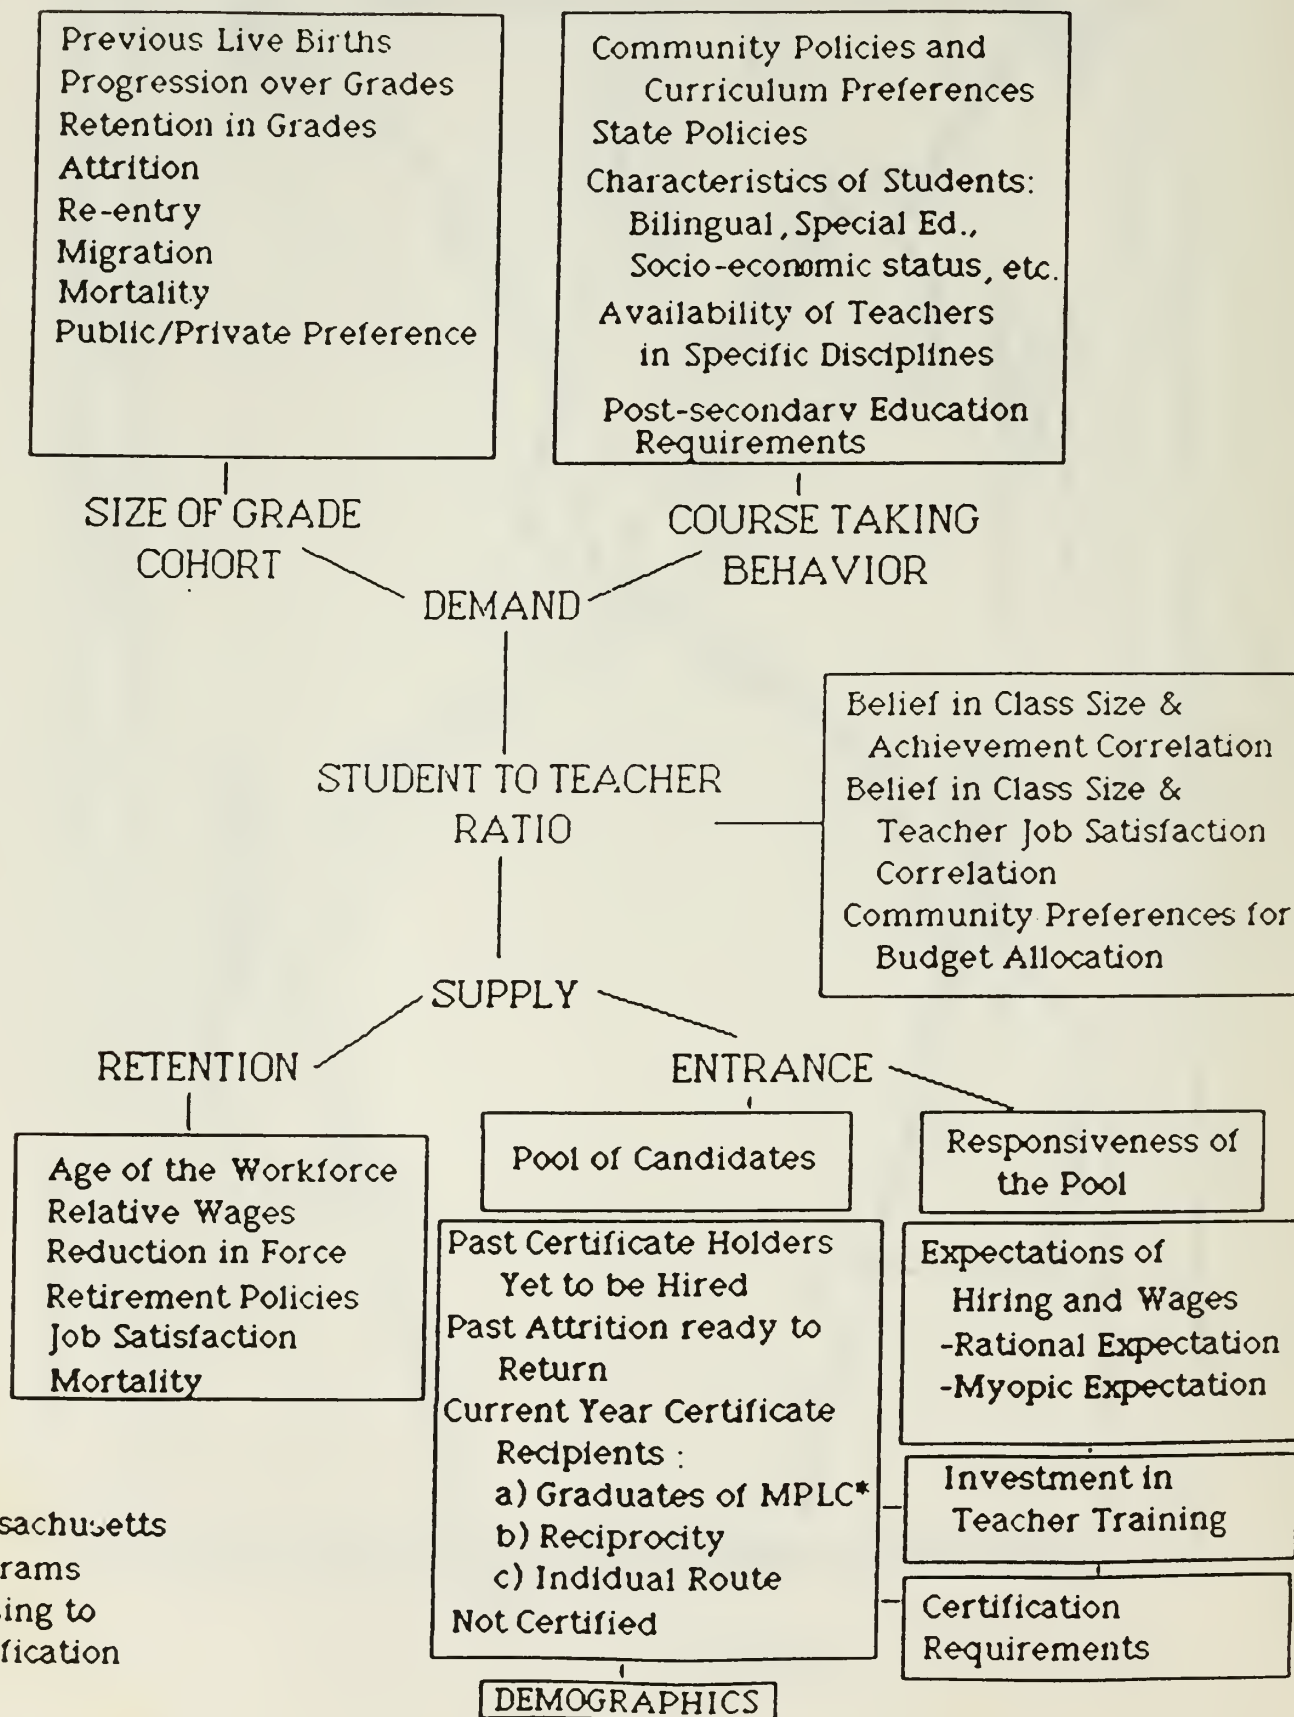 Previous Live Births
Progression over Grades
Retention in Grades
Attrition
Re-entry
Migration
Mortality
Public/Private Preference
Community Policies and
Curriculum Preferences
State Policies
Characteristics of Students:
Bilingual, Special Ed.,
Socio-economic status, etc.
Availability of Teachers
in Specific Disciplines
Post-secondary Education
Requirements
SIZE OF GRADE
COHORT
COURSE TAKING
BEHAVIOR
DEMAND
STUDENT TO TEACHER
RATIO
Belief in Class Size &
Achievement Correlation
Belief in Class Size &
Teacher Job Satisfaction
Correlation
Community Preferences for
Budget Allocation
SUPPLY
RETENTION
ENTRANCE
Age of the Workforce
Relative Wages
Reduction in Force
Retirement Policies
Job Satisfaction
Mortality
Pool of Candidates
Past Certificate Holders
Yet to be Hired
Past Attrition ready to
Return
Current Year Certificate
Recipients :
a) Graduates of MPLC*
b) Reciprocity
c) Indidual Route
Not Certified
DEMOGRAPHICS
Responsiveness of
the Pool
Expectations of
Hiring and Wages
-Rational Expectation
-Myopic Expectation
Investment in
Teacher Training
Certification
Requirements
sachusetts
rams
ing to
fication